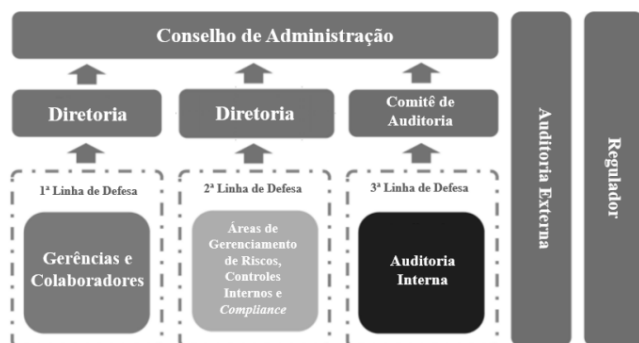 Conselho de Administração
Diretoria
Diretoria
Comitê de
Auditoria
1ª Linha de Defesa
2ª Linha de Defesa
3ª Linha de Defesa
Gerências e
Colaboradores
Áreas de
Gerenciamento
de Riscos,
Controles
Internos e
Compliance
Auditoria
Interna
Auditoria Externa
Regulador